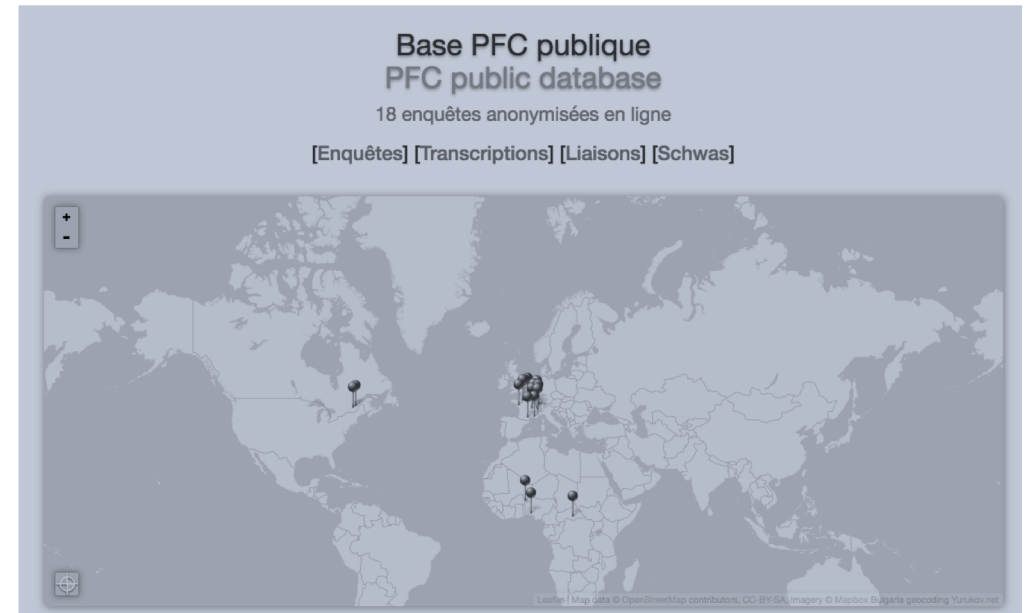 Base PFC publique
PFC public database
18 enquêtes anonymisées en ligne
[Enquêtes] [Transcriptions] [Liaisons] [Schwas]
+
-
Leaflet | Map data © OpenStreetMap contributors, CC-BY-SA, Imagery © Mapbox Bulgaria geocoding Yurukov.net